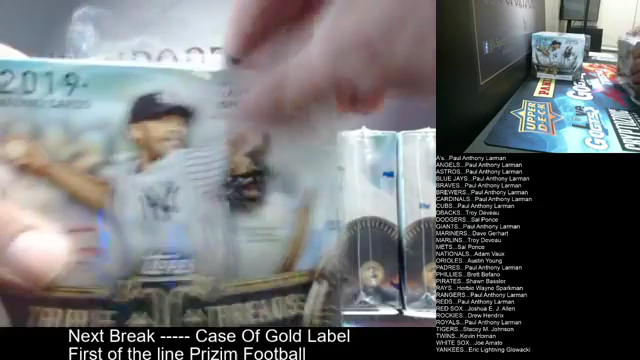 2019
UPPER
DECK
A's...Paul Anthony Larman
ANGELS...Paul Anthony Larman
ASTROS...Paul Anthony Larman
BLUE JAYS...Paul Anthony Larman
BRAVES...Paul Anthony Larman
BREWERS...Paul Anthony Larman
CARDINALS...Paul Anthony Larman
CUBS...Paul Anthony Larman
DBACKS...Troy Deveau
DODGERS...Sal Ponce
GIANTS...Paul Anthony Larman
MARINERS...Dave Gerhart
MARLINS...Troy Deveau
METS...Sal Ponce
NATIONALS...Adam Vaux
ORIOLES...Austin Young
PADRES...Paul Anthony Larman
PHILLIES...Brett Befano
PIRATES...Shawn Bassler
RAYS...Herbie Wayne Sparkman
RANGERS...Paul Anthony Larman
REDS...Paul Anthony Larman
RED SOX...Joshua E. J. Allen
ROCKIES...Drew Hendrix
ROYALS...Paul Anthony Larman
TIGERS...Stacey M. Johnson
TWINS...Kevin Homan
WHITE SOX...Joe Amato
YANKEES...Eric Lightning Glowacki
Next Break ----- Case Of Gold Label
First of the line Prizim Football